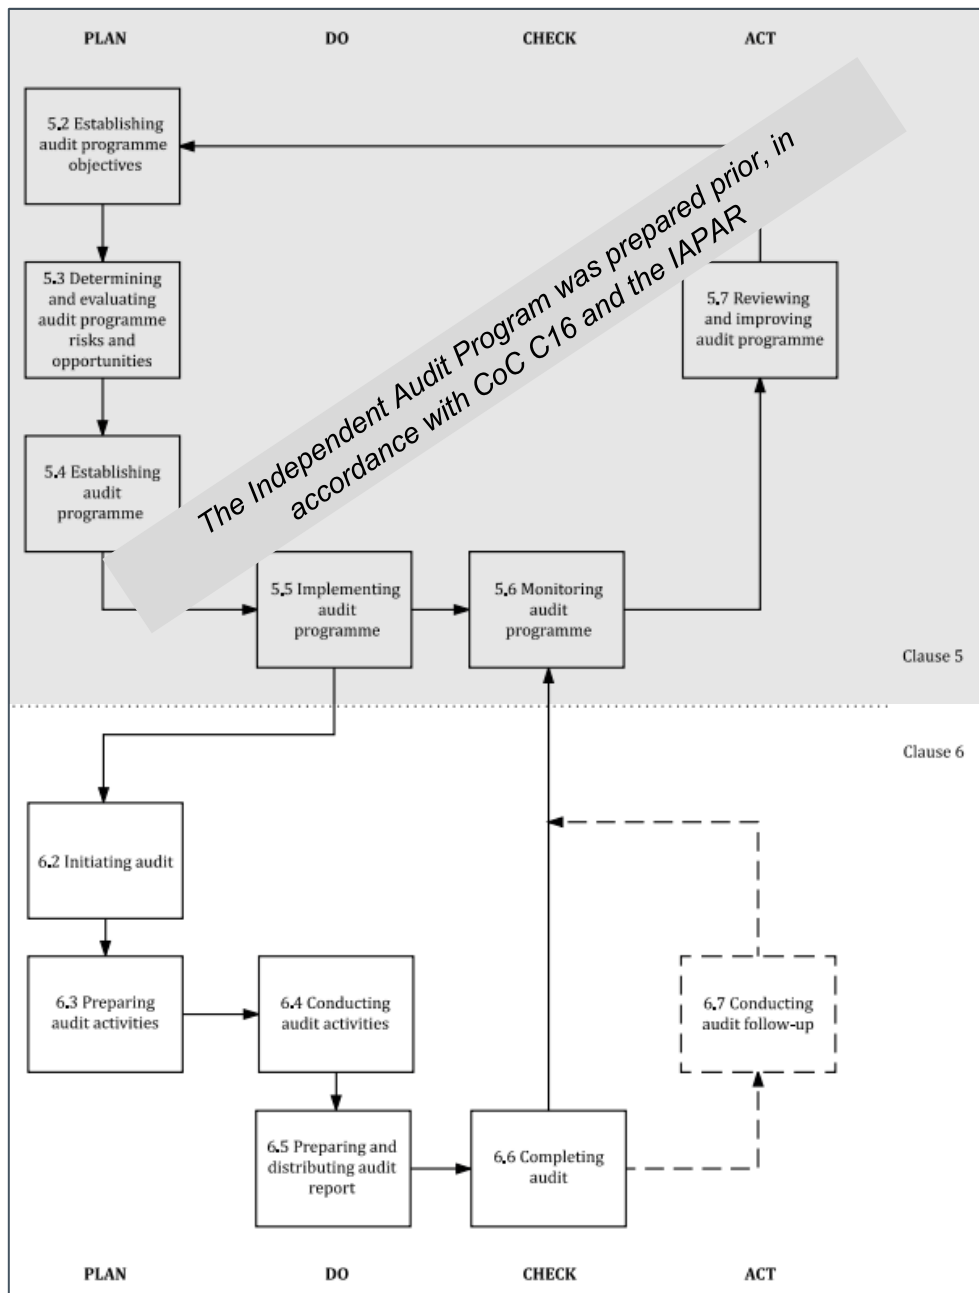 PLAN DO CHECK ACT
5.2 Establishing
audit programme
objectives
The Independent Audit Program was prepared prior, in
accordance with CoC C16 and the IAPAR
5.3 Determining
and evaluating
audit programme
risks and
opportunities
5.7 Reviewing
and improving
audit programme
5.4 Establishing
audit
programme
5.5 Implementing
audit
programme
5.6 Monitoring
audit
programme
Clause 5
Clause 6
6.2 Initiating audit
6.3 Preparing
audit activities
6.4 Conducting
audit activities
6.7 Conducting
audit follow-up
6.5 Preparing and
distributing audit
report
6.6 Completing
audit
PLAN DO CHECK ACT